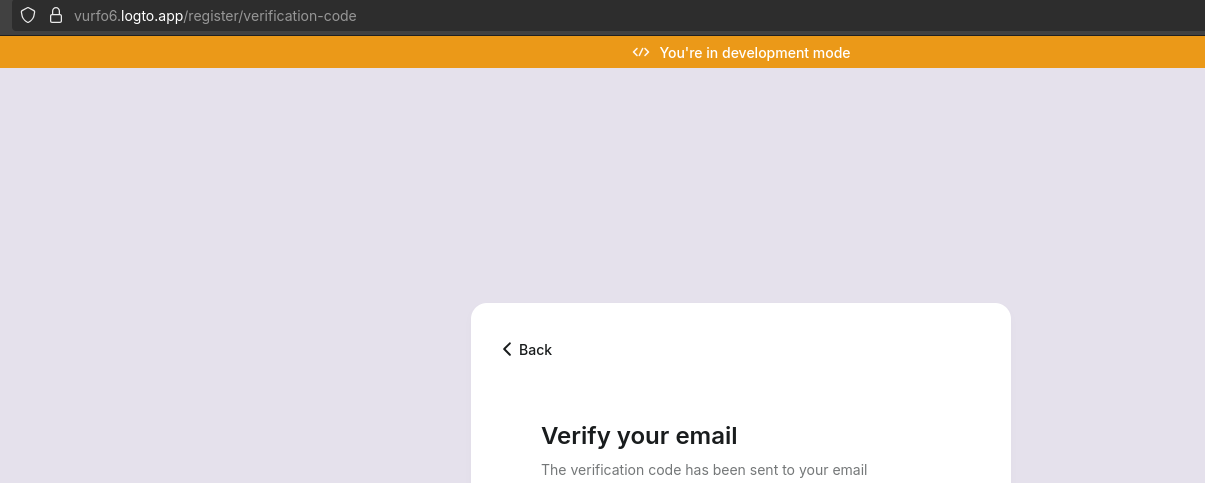 vurfo6.logto.app/register/verification-code
You're in development mode
Back
Verify your email
The verification code has been sent to your email